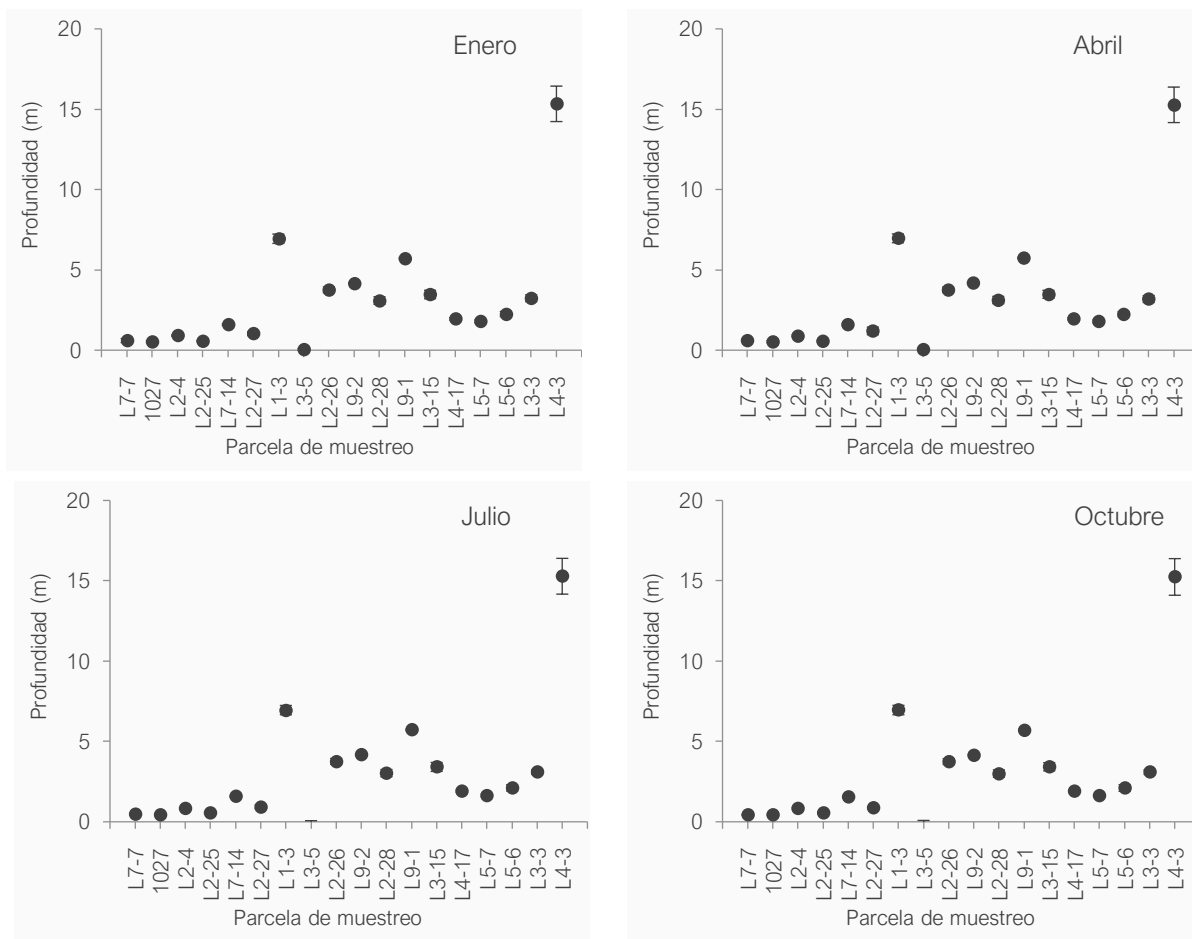 Enero
Profundidad (m)
20
15
10
5
0
L7-7
1027
L2-4
L2-25
L7-14
L2-27
L1-3
L3-5
L2-26
L9-2
L2-28
L9-1
L3-15
L4-17
L5-7
L5-6
L3-3
L4-3
Parcela de muestreo
Abril
Profundidad (m)
20
15
10
5
0
L7-7
1027
L2-4
L2-25
L7-14
L2-27
L1-3
L3-5
L2-26
L9-2
L2-28
L9-1
L3-15
L4-17
L5-7
L5-6
L3-3
L4-3
Parcela de muestreo
Julio
Profundidad (m)
20
15
10
5
0
L7-7
1027
L2-4
L2-25
L7-14
L2-27
L1-3
L3-5
L2-26
L9-2
L2-28
L9-1
L3-15
L4-17
L5-7
L5-6
L3-3
L4-3
Parcela de muestreo
Octubre
Profundidad (m)
20
15
10
5
0
L7-7
1027
L2-4
L2-25
L7-14
L2-27
L1-3
L3-5
L2-26
L9-2
L2-28
L9-1
L3-15
L4-17
L5-7
L5-6
L3-3
L4-3
Parcela de muestreo